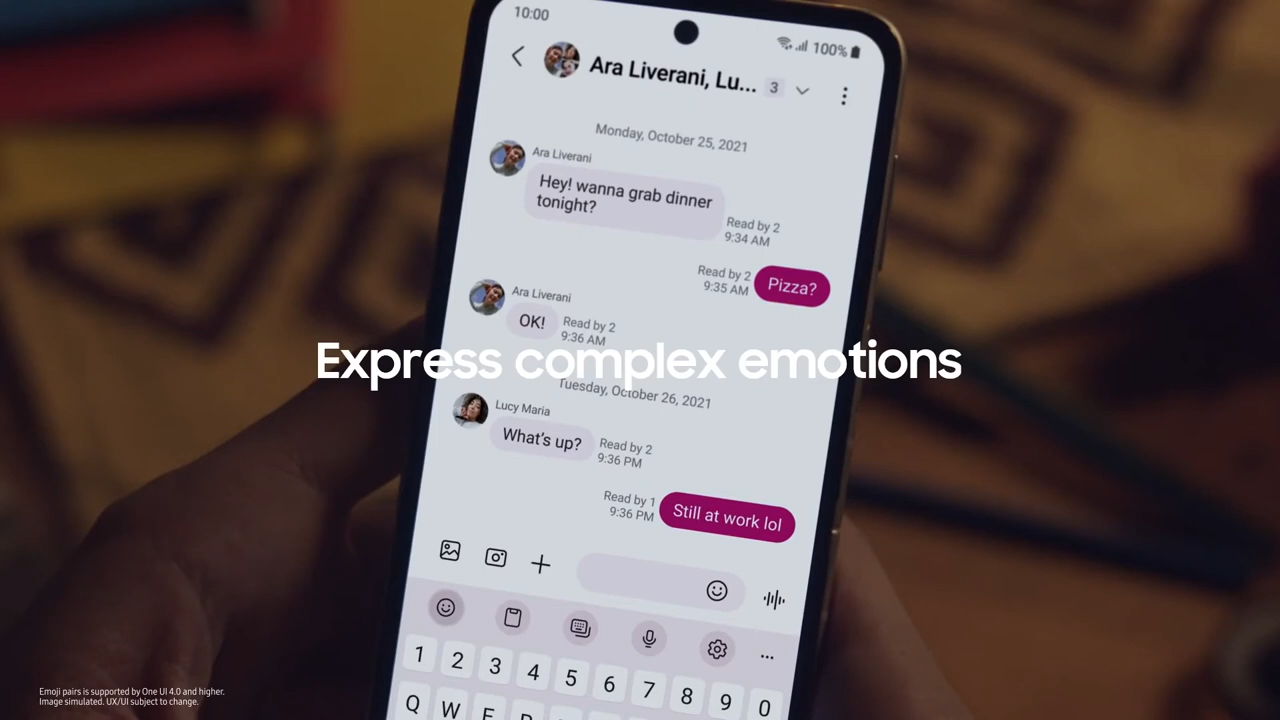 10:00
100%
Ara Liverani, Lu...
3
Monday, October 25, 2021
Ara Liverani
Hey! wanna grab dinner
tonight?
Read by 2
9:34 AM
Read by 2
9:35 AM
Pizza?
Ara Liverani
OK!
Read by 2
9:36 AM
Express complex emotions
Tuesday, October 26, 2021
Lucy Maria
What's up?
Read by 2
9:36 PM
Read by 1
9:36 PM
Still at work lol
1 2 3 4 5 6 7 8 9 0
Q W E R
Emoji pairs is supported by One UI 4.0 and higher.
Image simulated. UX/UI subject to change.